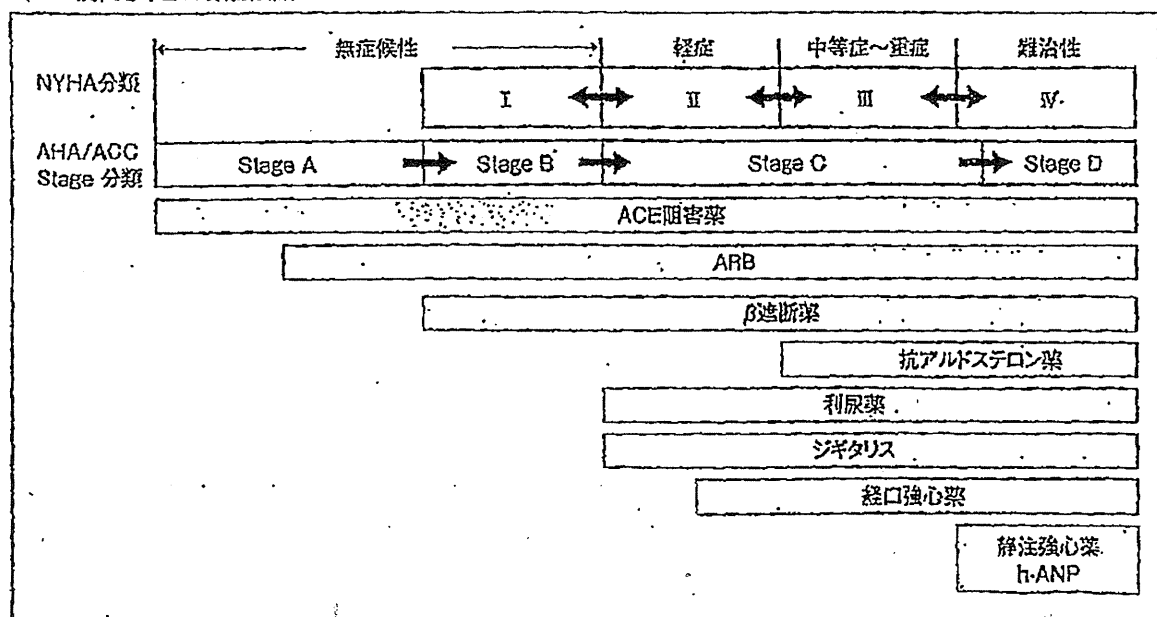 無症候性 軽症 中等症～重症 難治性
NYHA分類 I II III IV
AHA/ACC
Stage 分類
Stage A Stage B Stage C Stage D
ACE阻害薬
ARB
β遮断薬
抗アルドステロン薬
利尿薬
ジギタリス
経口強心薬
静注強心薬
h-ANP